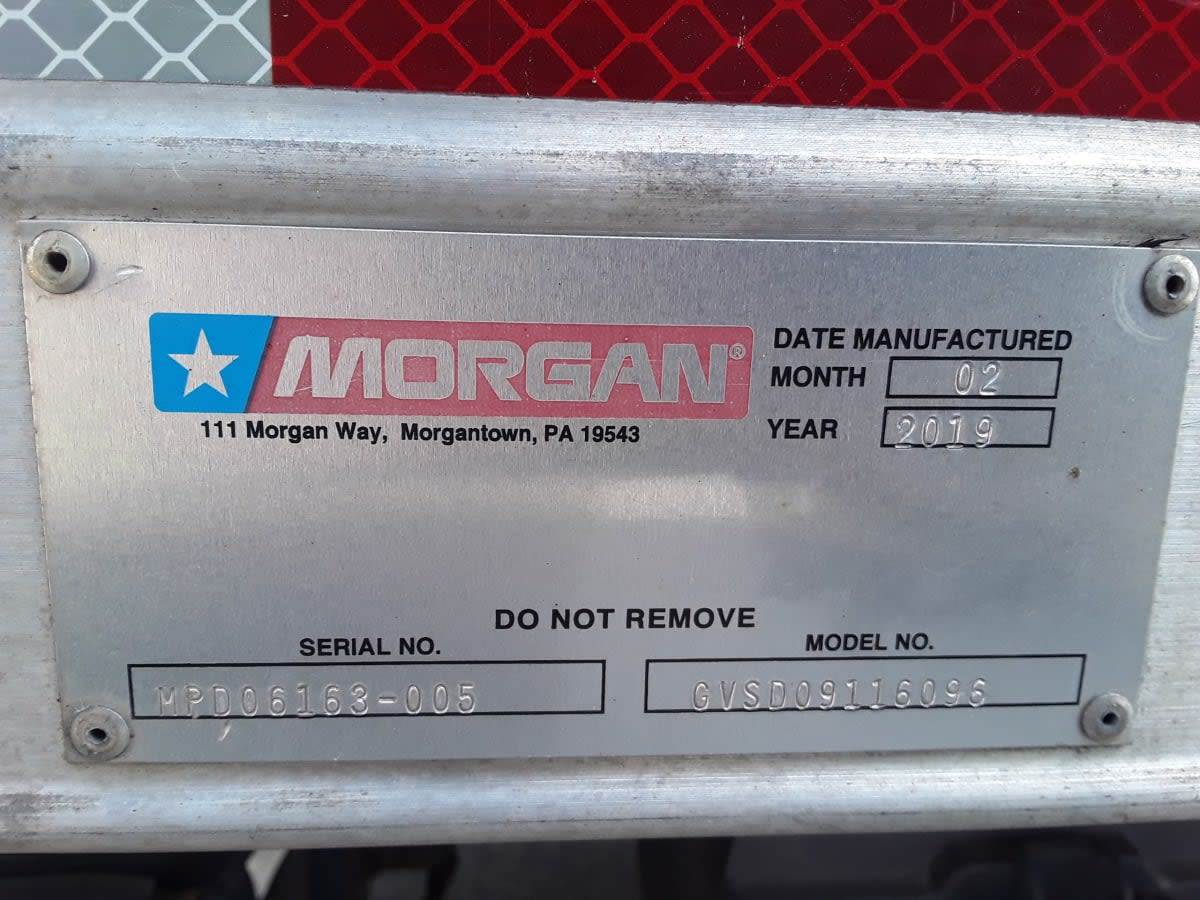 MORGAN®
111 Morgan Way, Morgantown, PA 19543
DATE MANUFACTURED
MONTH 02
YEAR 2019
DO NOT REMOVE
SERIAL NO.
MPD06163-005
MODEL NO.
GVSD09116096